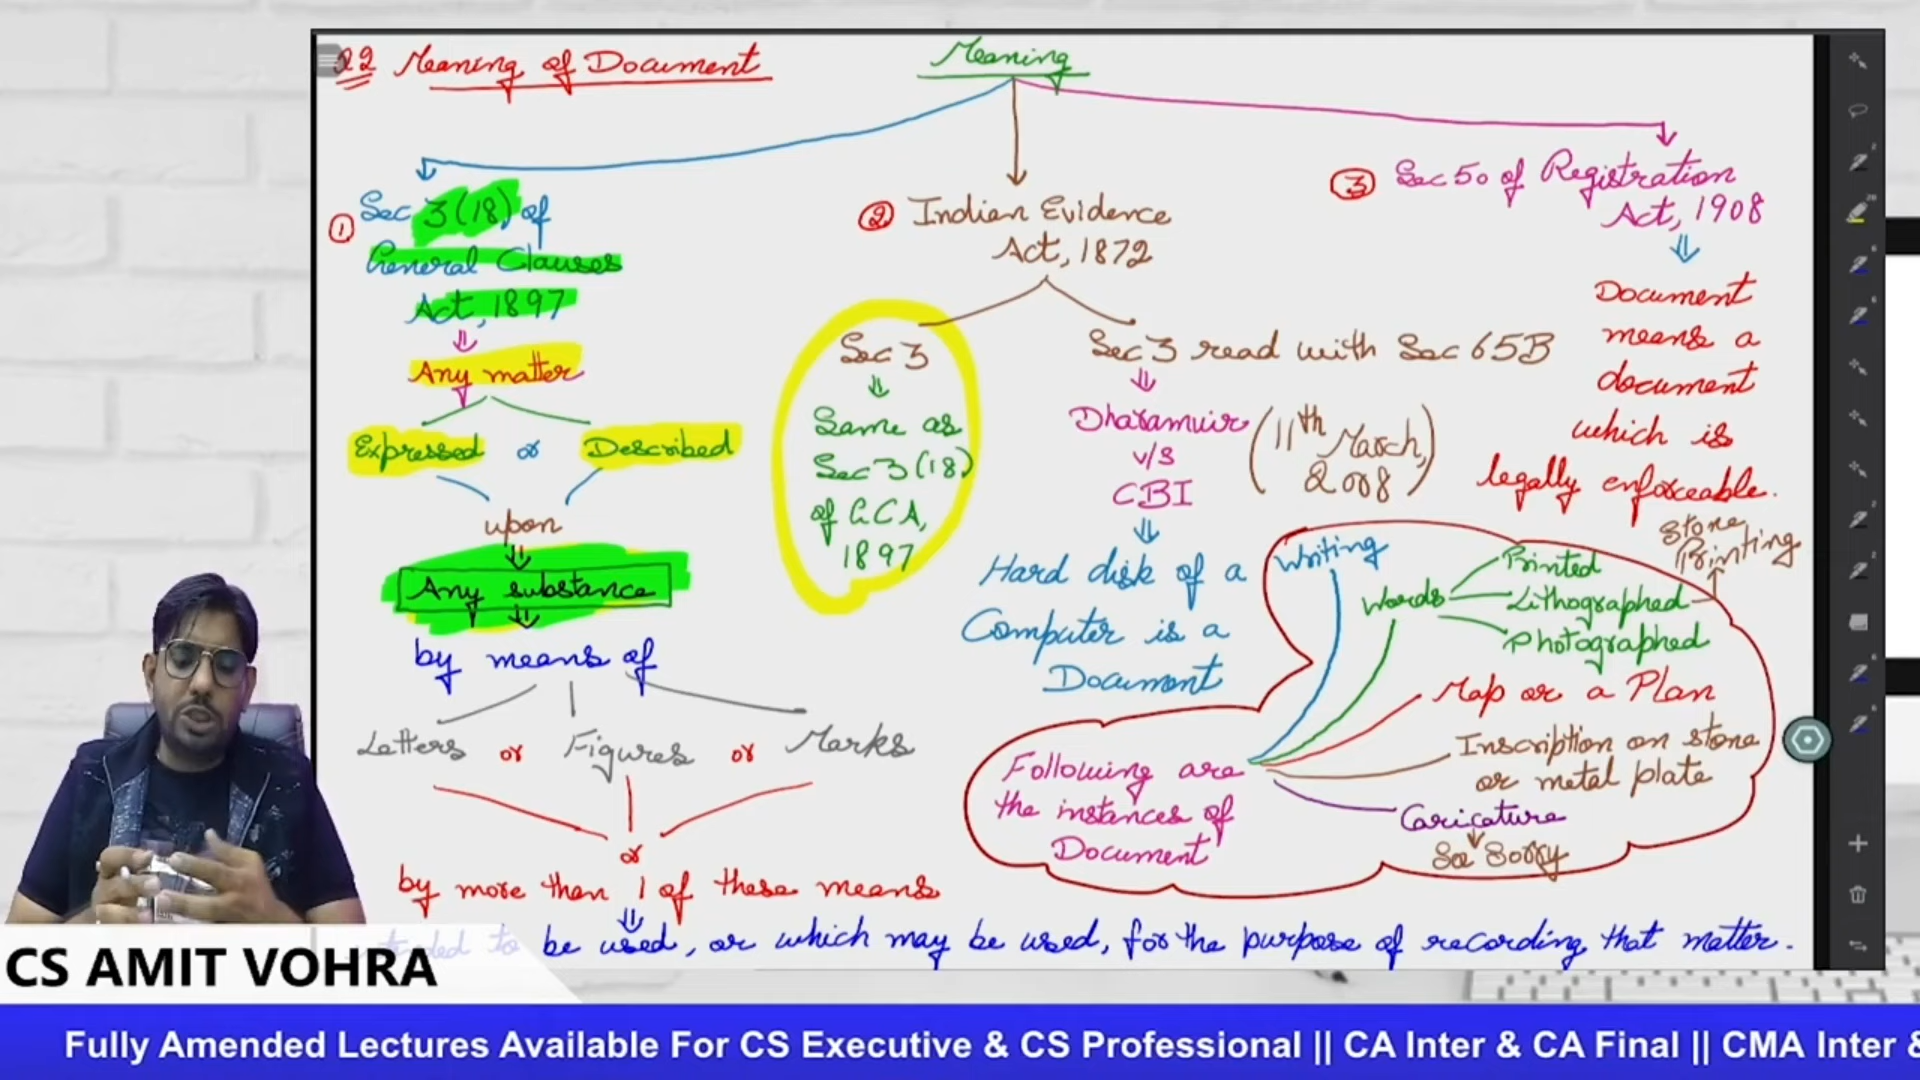 22 Meaning of Document
Meaning
① Sec 3(18) of
General Clauses
Act, 1897
Any matter
Expressed or Described
upon
Any substance
by means of
Letters or Figures or Marks
or
by more than 1 of these means
to be used, or which may be used, for the purpose of recording that matter.
② Indian Evidence
Act, 1872
Sec 3
Same as
Sec 3(18)
of GCA,
1897
Sec 3 read with Sec 65B
Dharamvir
v/s
CBI
(11th March,
2008)
Hard disk of a
Computer is a
Document
③ Sec 50 of Registration
Act, 1908
Document
means a
document
which is
legally enforceable.
Following are
the instances of
Document
Writing
Words
Printed
Lithographed
Stone
Printing
Photographed
Map or a Plan
Inscription on stone
or metal plate
Caricature
CS AMIT VOHRA
Fully Amended Lectures Available For CS Executive & CS Professional || CA Inter & CA Final || CMA Inter &